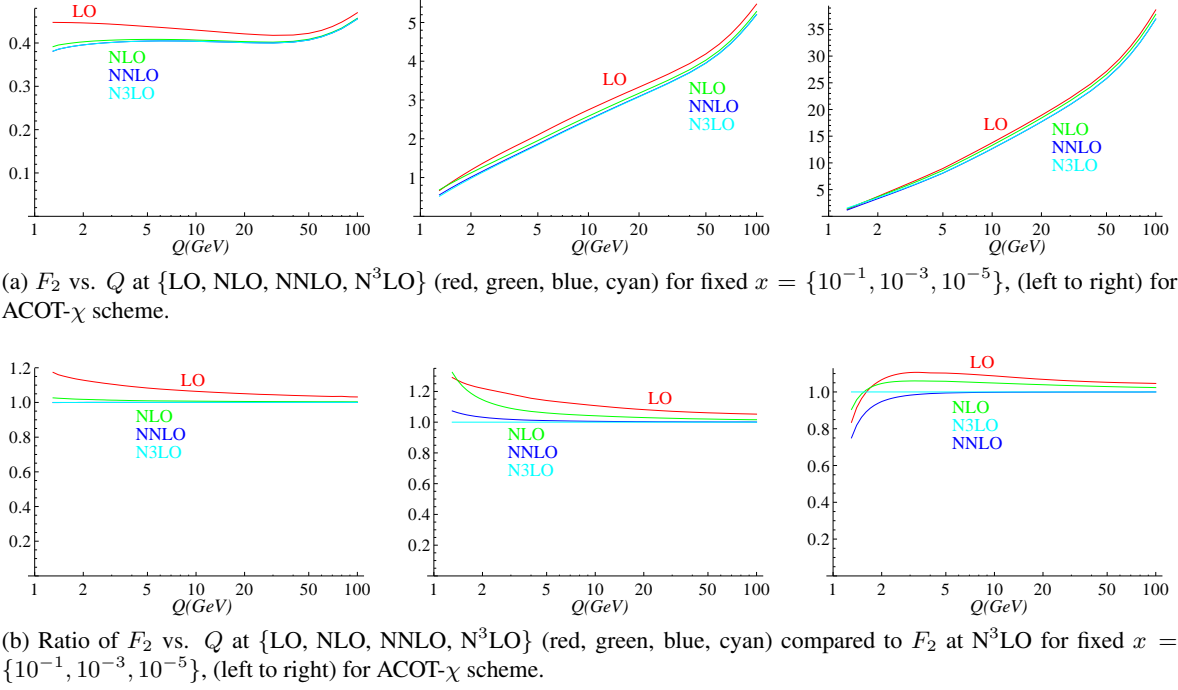 LO
NLO
NNLO
N3LO
0.4
0.3
0.2
0.1
1 2 5 10 20 50 100
Q(GeV)
LO
NLO
NNLO
N3LO
5
4
3
2
1
1 2 5 10 20 50 100
Q(GeV)
LO
NLO
NNLO
N3LO
35
30
25
20
15
10
5
1 2 5 10 20 50 100
Q(GeV)
(a) F₂ vs. Q at {LO, NLO, NNLO, N³LO} (red, green, blue, cyan) for fixed x = {10⁻¹, 10⁻³, 10⁻⁵}, (left to right) for
ACOT-χ scheme.
1.2
1.0
0.8
0.6
0.4
0.2
LO
NLO
NNLO
N3LO
1 2 5 10 20 50 100
Q(GeV)
1.2
1.0
0.8
0.6
0.4
0.2
LO
NLO
NNLO
N3LO
1 2 5 10 20 50 100
Q(GeV)
1.0
0.8
0.6
0.4
0.2
LO
NLO
N3LO
NNLO
1 2 5 10 20 50 100
Q(GeV)
(b) Ratio of F₂ vs. Q at {LO, NLO, NNLO, N³LO} (red, green, blue, cyan) compared to F₂ at N³LO for fixed x =
{10⁻¹, 10⁻³, 10⁻⁵}, (left to right) for ACOT-χ scheme.